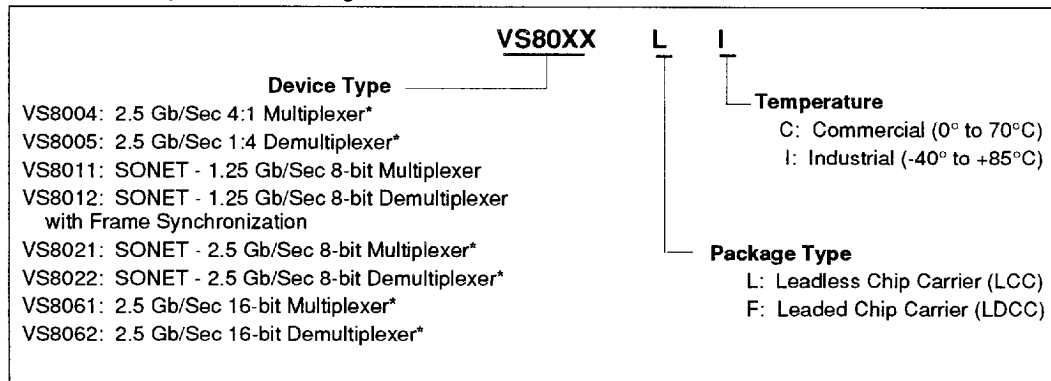 VS80XX L I
Device Type
VS8004: 2.5 Gb/Sec 4:1 Multiplexer*
VS8005: 2.5 Gb/Sec 1:4 Demultiplexer*
VS8011: SONET - 1.25 Gb/Sec 8-bit Multiplexer
VS8012: SONET - 1.25 Gb/Sec 8-bit Demultiplexer
with Frame Synchronization
VS8021: SONET - 2.5 Gb/Sec 8-bit Multiplexer*
VS8022: SONET - 2.5 Gb/Sec 8-bit Demultiplexer*
VS8061: 2.5 Gb/Sec 16-bit Multiplexer*
VS8062: 2.5 Gb/Sec 16-bit Demultiplexer*
Temperature
C: Commercial (0° to 70°C)
I: Industrial (-40° to +85°C)
Package Type
L: Leadless Chip Carrier (LCC)
F: Leaded Chip Carrier (LDCC)